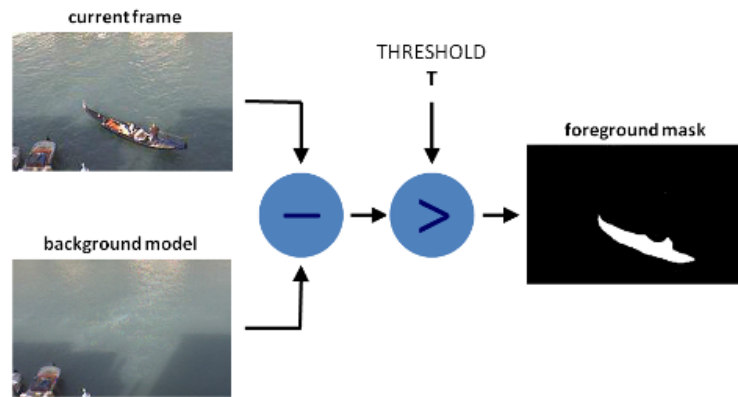 current frame
THRESHOLD
T
foreground mask
−
>
background model